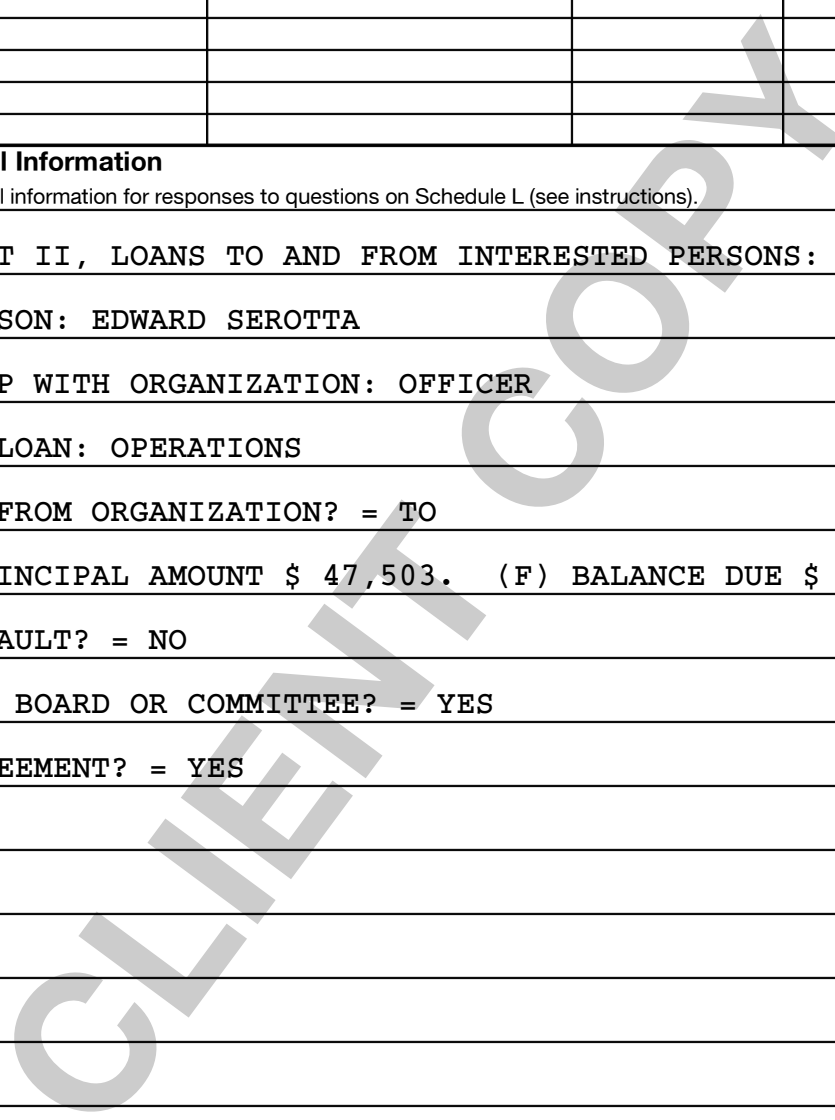 l Information
l information for responses to questions on Schedule L (see instructions).
T II, LOANS TO AND FROM INTERESTED PERSONS:
SON: EDWARD SEROTTA
P WITH ORGANIZATION: OFFICER
LOAN: OPERATIONS
FROM ORGANIZATION? = TO
INCIPAL AMOUNT $ 47,503. (F) BALANCE DUE $
AULT? = NO
BOARD OR COMMITTEE? = YES
EEMENT? = YES
CLIENT COPY